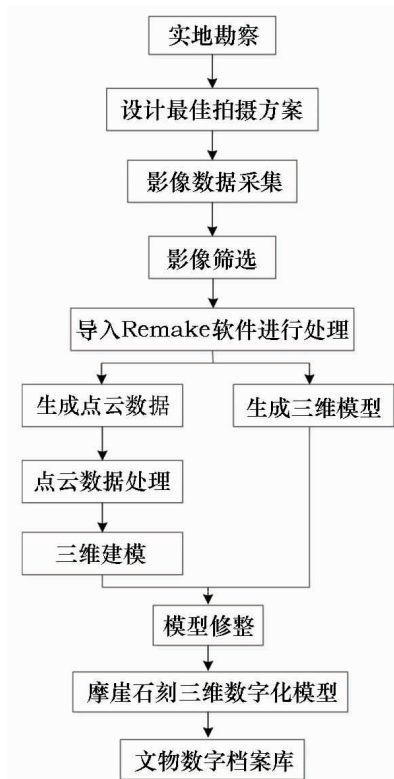 实地勘察
设计最佳拍摄方案
影像数据采集
影像筛选
导入Remake软件进行处理
生成点云数据
生成三维模型
点云数据处理
三维建模
模型修整
摩崖石刻三维数字化模型
文物数字档案库